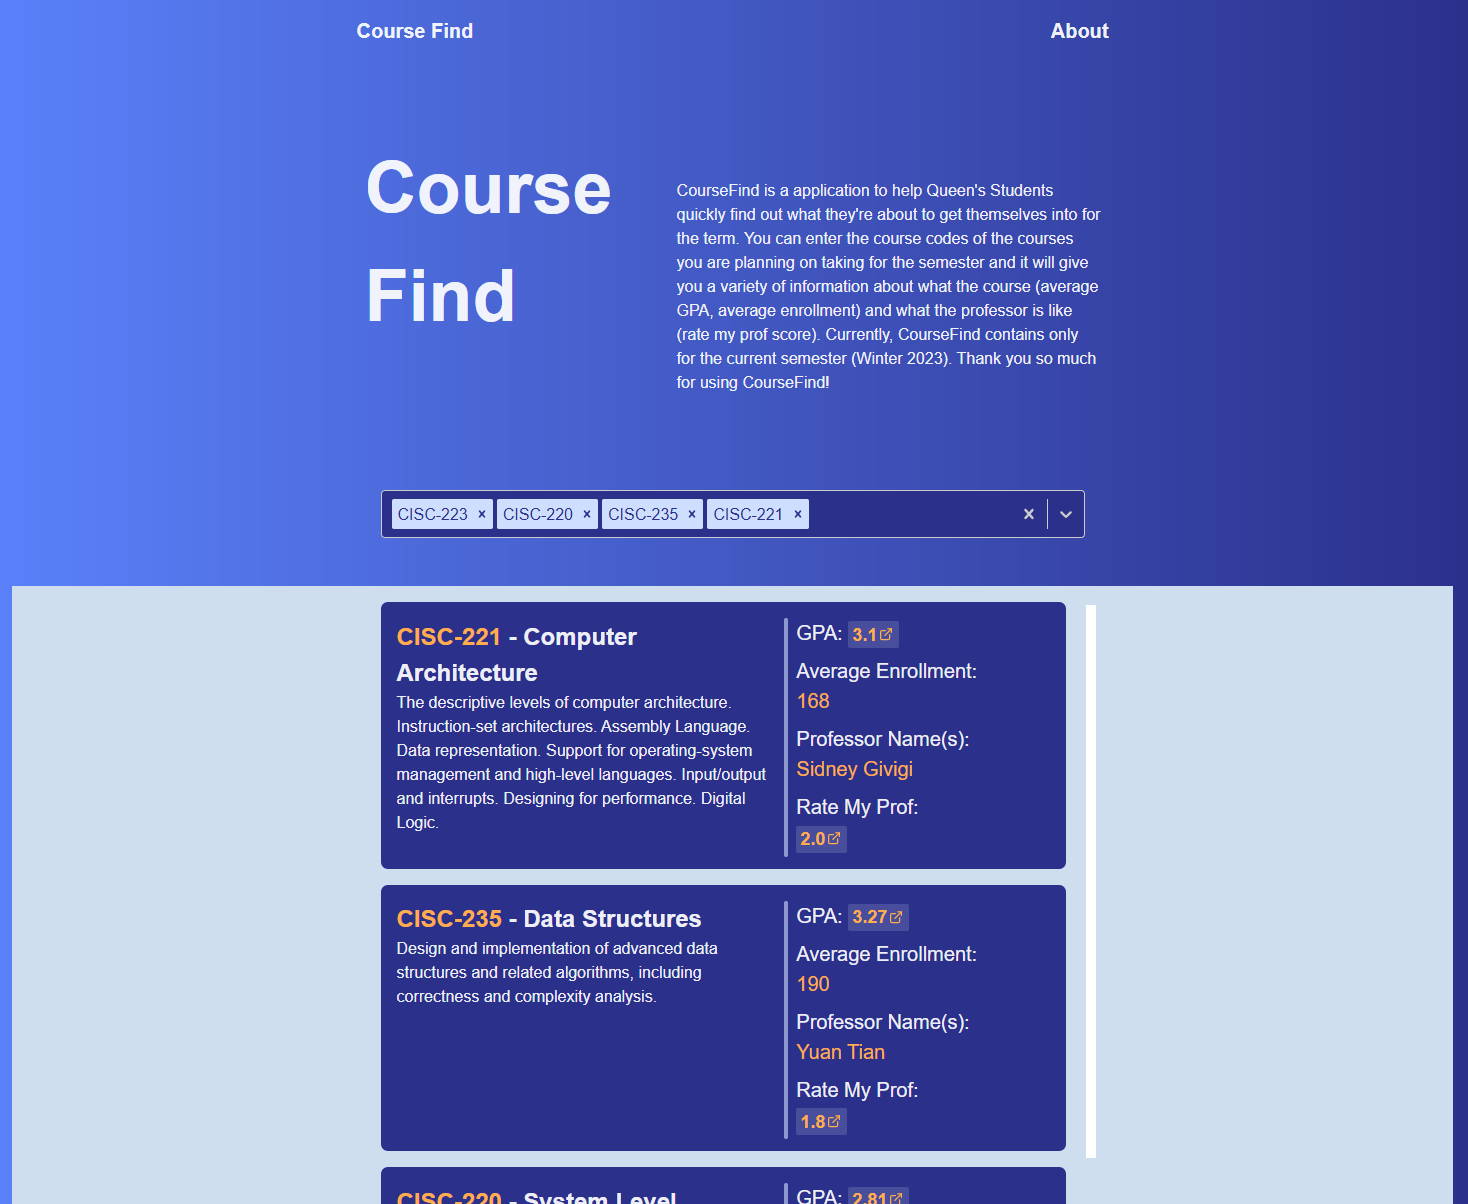 Course Find
About
Course
Find
CourseFind is a application to help Queen's Students
quickly find out what they're about to get themselves into for
the term. You can enter the course codes of the courses
you are planning on taking for the semester and it will give
you a variety of information about what the course (average
GPA, average enrollment) and what the professor is like
(rate my prof score). Currently, CourseFind contains only
for the current semester (Winter 2023). Thank you so much
for using CourseFind!
CISC-223 × CISC-220 × CISC-235 × CISC-221 ×
CISC-221 - Computer
Architecture
The descriptive levels of computer architecture.
Instruction-set architectures. Assembly Language.
Data representation. Support for operating-system
management and high-level languages. Input/output
and interrupts. Designing for performance. Digital
Logic.
GPA: 3.1
Average Enrollment:
168
Professor Name(s):
Sidney Givigi
Rate My Prof:
2.0
CISC-235 - Data Structures
Design and implementation of advanced data
structures and related algorithms, including
correctness and complexity analysis.
GPA: 3.27
Average Enrollment:
190
Professor Name(s):
Yuan Tian
Rate My Prof:
1.8
CISC-220 - System Level
GPA: 2.81